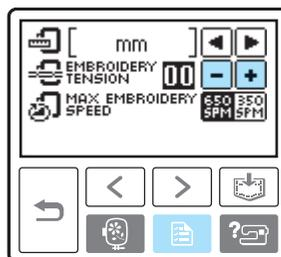 [ mm ]
EMBROIDERY
TENSION 00 - +
MAX EMBROIDERY
SPEED
650 SPM 350 SPM
< >
?